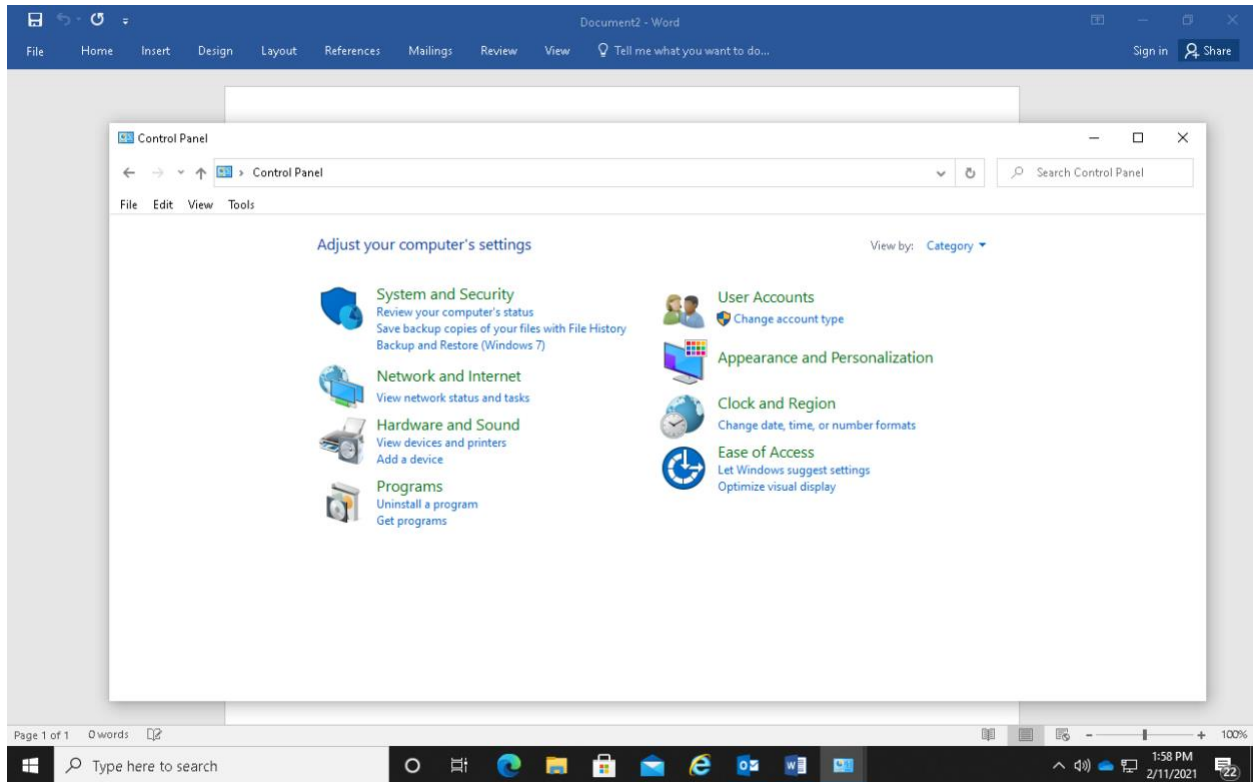 Document2 - Word
File Home Insert Design Layout References Mailings Review View Tell me what you want to do... Sign in Share
Control Panel
Control Panel
Search Control Panel
File Edit View Tools
Adjust your computer's settings
View by: Category
System and Security
Review your computer's status
Save backup copies of your files with File History
Backup and Restore (Windows 7)
Network and Internet
View network status and tasks
Hardware and Sound
View devices and printers
Add a device
Programs
Uninstall a program
Get programs
User Accounts
Change account type
Appearance and Personalization
Clock and Region
Change date, time, or number formats
Ease of Access
Let Windows suggest settings
Optimize visual display
Page 1 of 1 0 words
100%
Type here to search
1:58 PM
2/11/2021
22